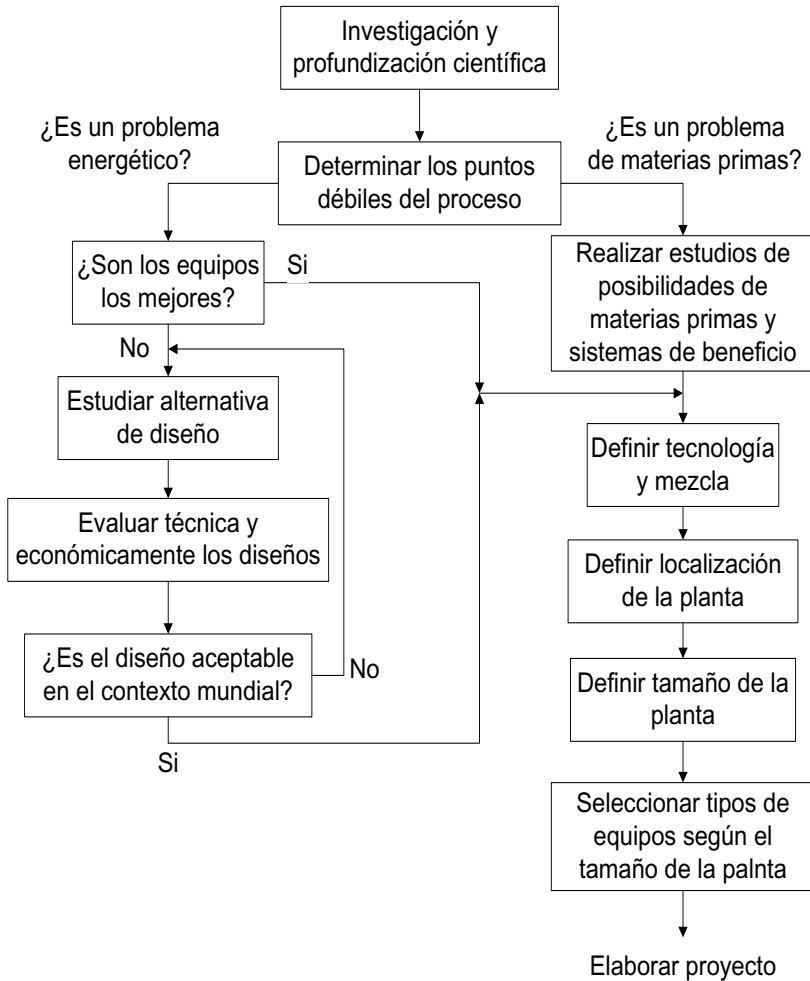 Investigación y
profundización científica
¿Es un problema
energético?
¿Es un problema
de materias primas?
Determinar los puntos
débiles del proceso
¿Son los equipos
los mejores?
Si
Realizar estudios de
posibilidades de
materias primas y
sistemas de beneficio
No
Estudiar alternativa
de diseño
Definir tecnología
y mezcla
Evaluar técnica y
económicamente los diseños
Definir localización
de la planta
¿Es el diseño aceptable
en el contexto mundial?
No
Definir tamaño de la
planta
Si
Seleccionar tipos de
equipos según el
tamaño de la palnta
Elaborar proyecto